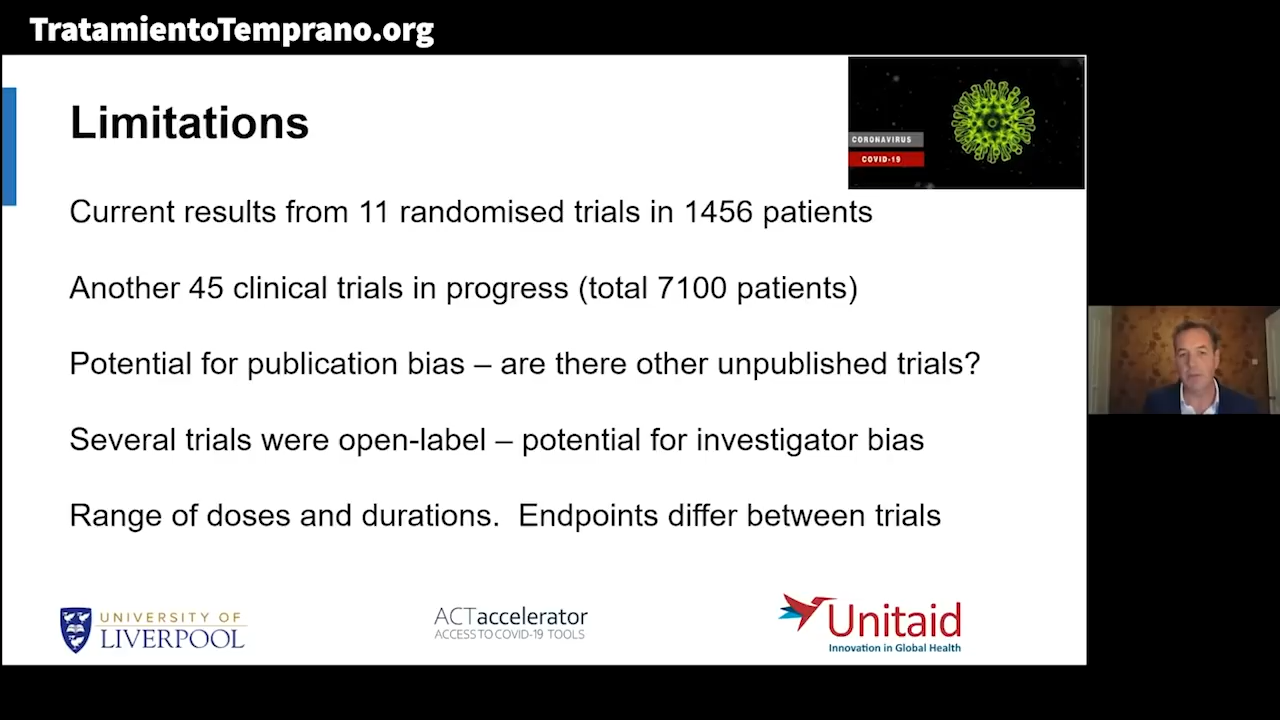 TratamientoTemprano.org
Limitations
CORONAVIRUS
COVID-19
Current results from 11 randomised trials in 1456 patients
Another 45 clinical trials in progress (total 7100 patients)
Potential for publication bias – are there other unpublished trials?
Several trials were open-label – potential for investigator bias
Range of doses and durations.  Endpoints differ between trials
UNIVERSITY OF
LIVERPOOL
ACTaccelerator
ACCESS TO COVID-19 TOOLS
Unitaid
Innovation in Global Health